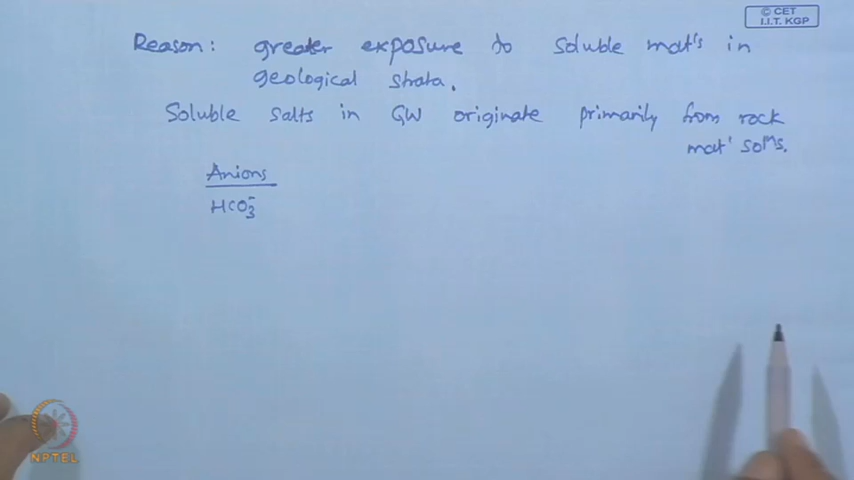 © CET
I.I.T. KGP
Reason: greater exposure to soluble mat's in
geological strata.
Soluble salts in GW originate primarily from rock
mat' solⁿs.
Anions
HCO₃⁻
NPTEL